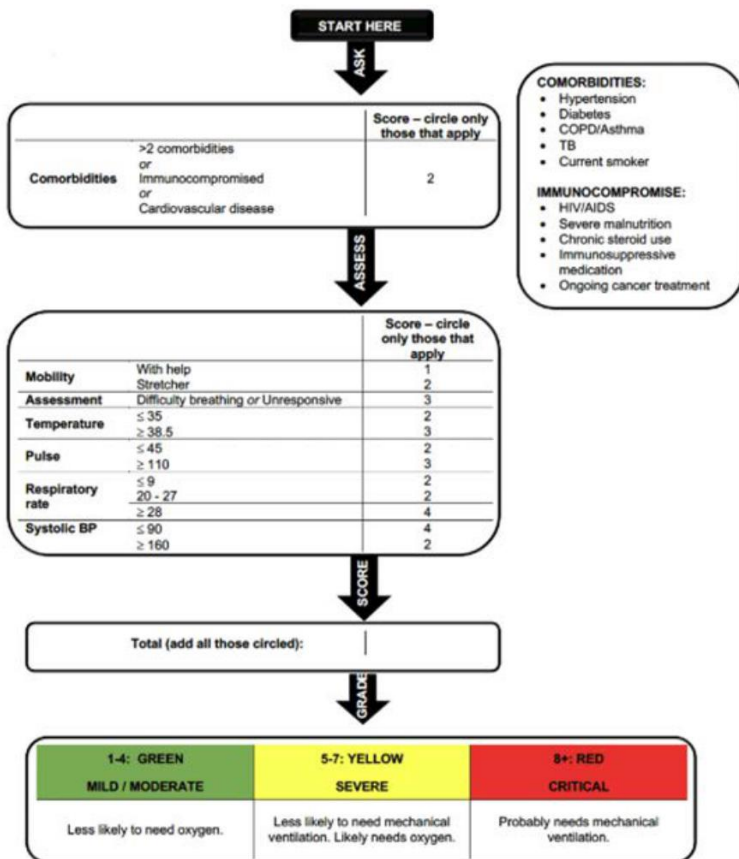 START HERE
ASK
Score – circle only
those that apply
>2 comorbidities
or
Comorbidities Immunocompromised 2
or
Cardiovascular disease
COMORBIDITIES:
• Hypertension
• Diabetes
• COPD/Asthma
• TB
• Current smoker
IMMUNOCOMPROMISE:
• HIV/AIDS
• Severe malnutrition
• Chronic steroid use
• Immunosuppressive
medication
• Ongoing cancer treatment
ASSESS
Score – circle
only those that
apply
Mobility With help 1
Stretcher 2
Assessment Difficulty breathing or Unresponsive 3
Temperature ≤ 35 2
≥ 38.5 3
Pulse ≤ 45 2
≥ 110 3
Respiratory rate ≤ 9 2
20 - 27 2
≥ 28 4
Systolic BP ≤ 90 4
≥ 160 2
SCORE
Total (add all those circled):
GRADE
1-4: GREEN
MILD / MODERATE
Less likely to need oxygen.
5-7: YELLOW
SEVERE
Less likely to need mechanical
ventilation. Likely needs oxygen.
8+: RED
CRITICAL
Probably needs mechanical
ventilation.